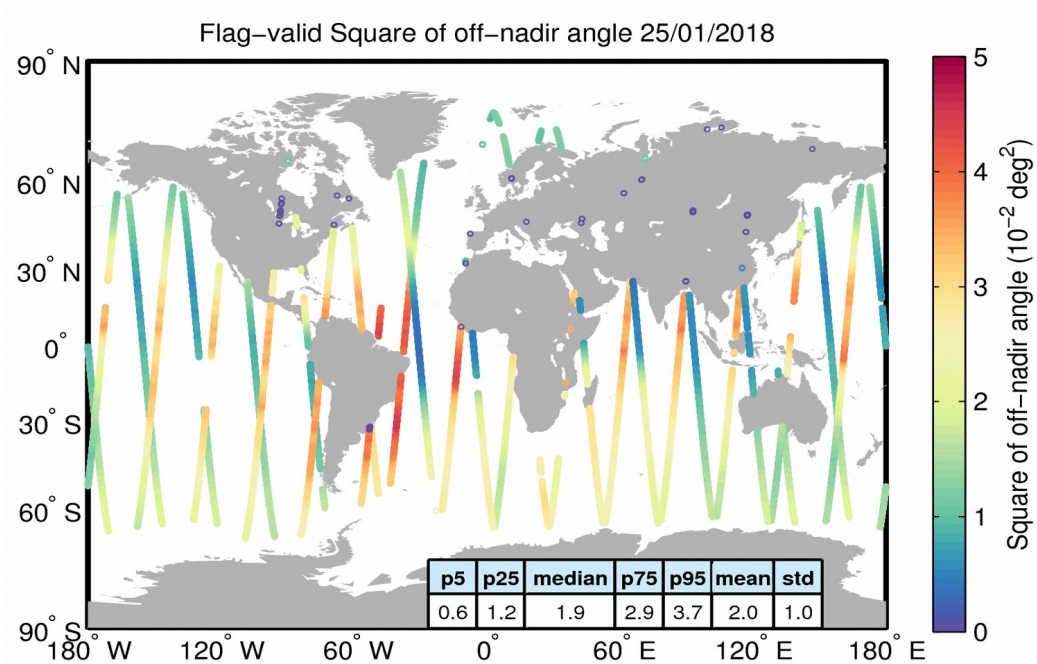 Flag−valid Square of off−nadir angle 25/01/2018
90° N
60° N
30° N
0°
30° S
60° S
90° S
180° W
120° W
60° W
0°
60° E
120° E
180° E
p5 p25 median p75 p95 mean std
0.6 1.2 1.9 2.9 3.7 2.0 1.0
5
4
3
2
1
0
Square of off−nadir angle (10⁻² deg²)